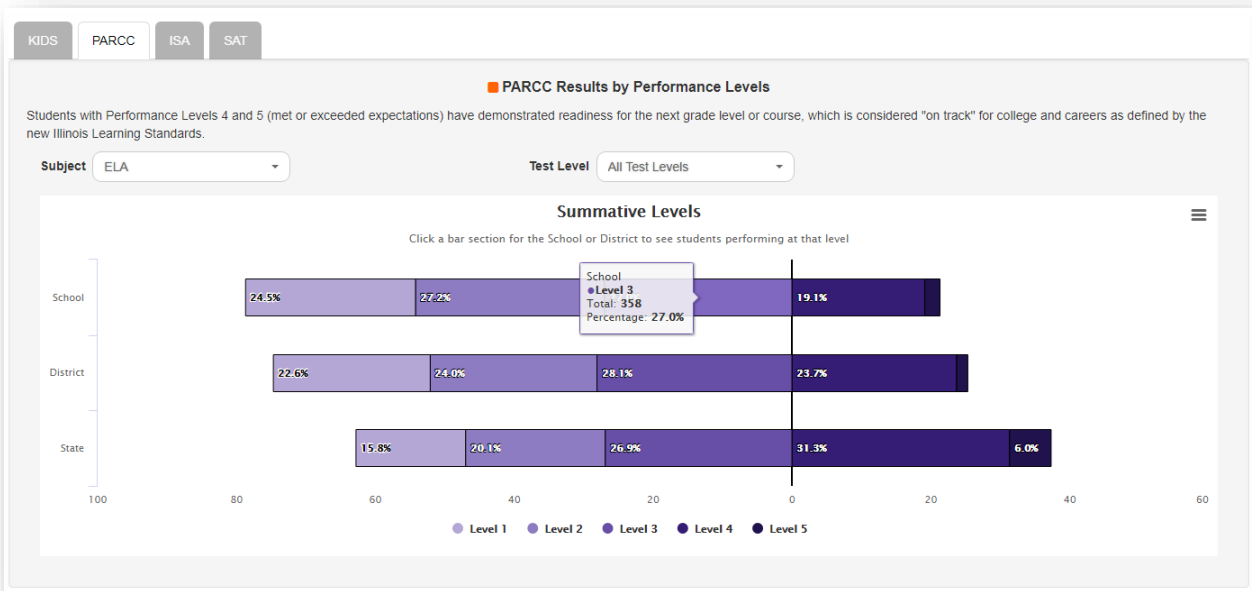 KIDS PARCC ISA SAT
PARCC Results by Performance Levels
Students with Performance Levels 4 and 5 (met or exceeded expectations) have demonstrated readiness for the next grade level or course, which is considered "on track" for college and careers as defined by the
new Illinois Learning Standards.
Subject ELA Test Level All Test Levels
Summative Levels
Click a bar section for the School or District to see students performing at that level
School 24.5% 27.2% 19.1%
School
Level 3
Total: 358
Percentage: 27.0%
District 22.6% 24.0% 28.1% 23.7%
State 15.8% 20.1% 26.9% 31.3% 6.0%
100 80 60 40 20 0 20 40 60
Level 1 Level 2 Level 3 Level 4 Level 5